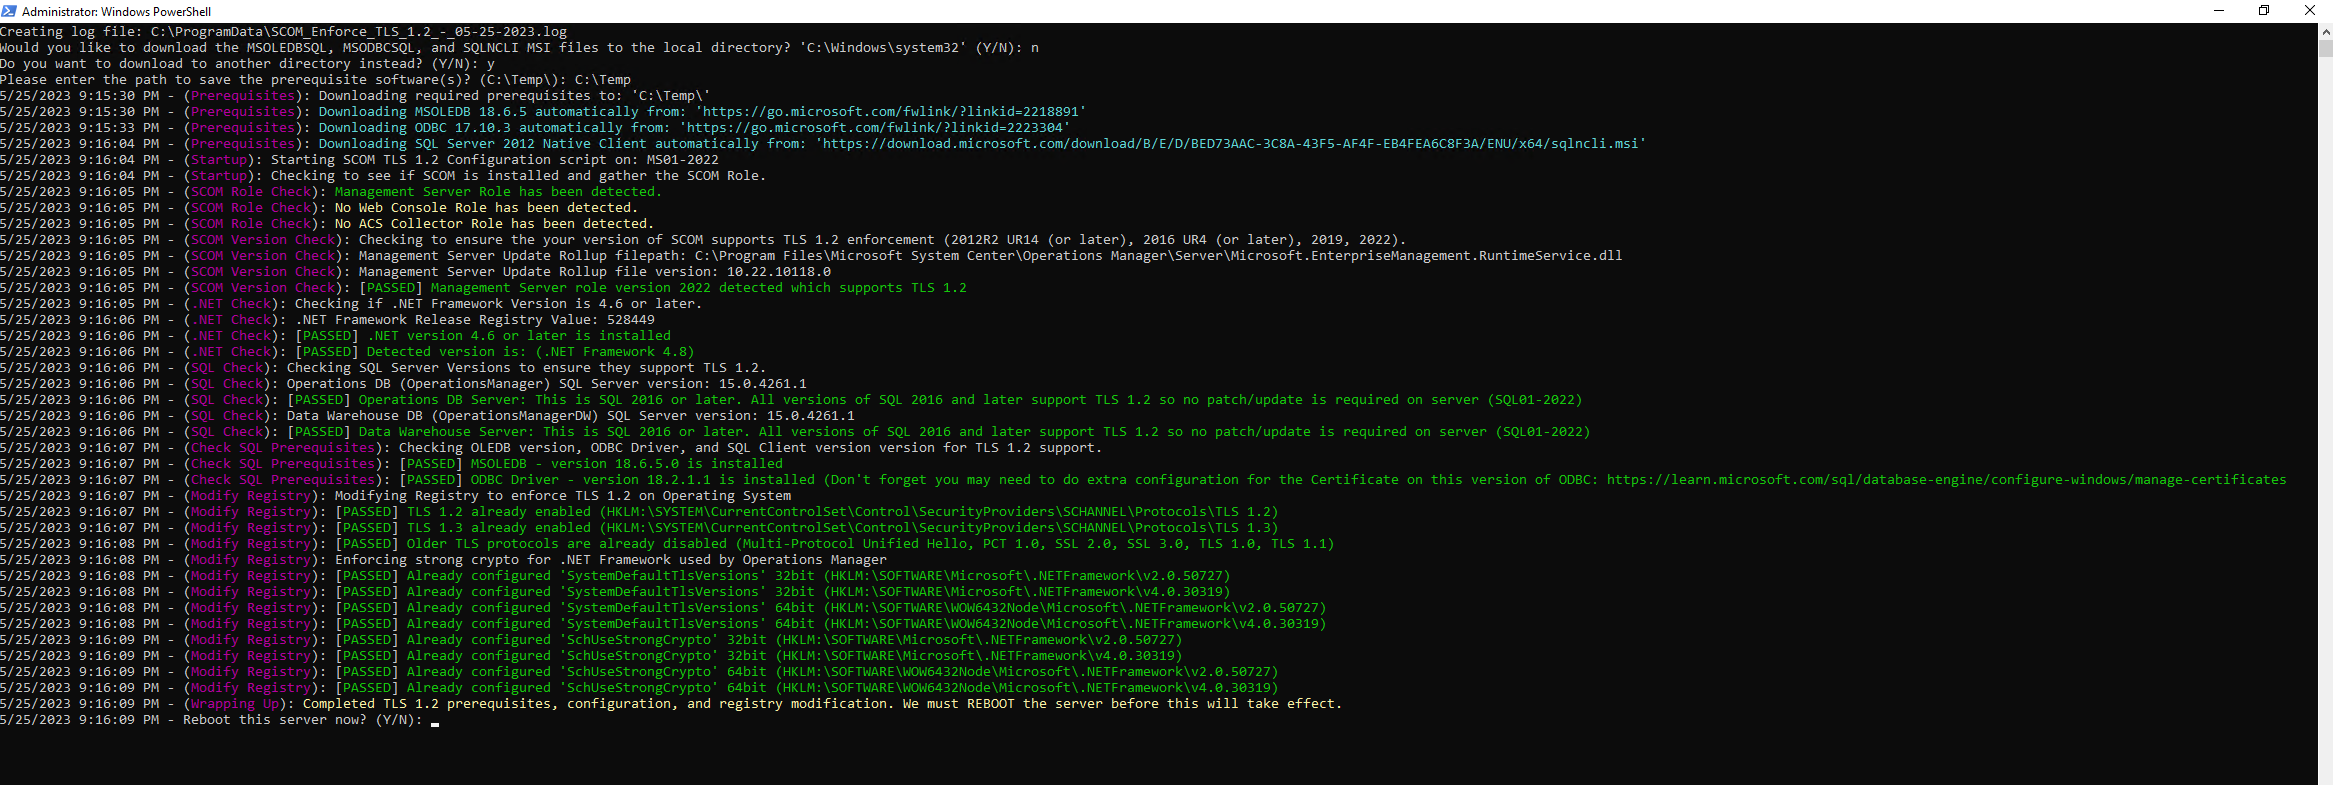 Administrator: Windows PowerShell
Creating log file: C:\ProgramData\SCOM_Enforce_TLS_1.2_-_05-25-2023.log
Would you like to download the MSOLEDBSQL, MSODBCSQL, and SQLNCLI MSI files to the local directory? 'C:\Windows\system32' (Y/N): n
Do you want to download to another directory instead? (Y/N): y
Please enter the path to save the prerequisite software(s)? (C:\Temp\): C:\Temp
5/25/2023 9:15:30 PM - (Prerequisites): Downloading required prerequisites to: 'C:\Temp\'
5/25/2023 9:15:30 PM - (Prerequisites): Downloading MSOLEDB 18.6.5 automatically from: 'https://go.microsoft.com/fwlink/?linkid=2218891'
5/25/2023 9:15:33 PM - (Prerequisites): Downloading ODBC 17.10.3 automatically from: 'https://go.microsoft.com/fwlink/?linkid=2223304'
5/25/2023 9:16:04 PM - (Prerequisites): Downloading SQL Server 2012 Native Client automatically from: 'https://download.microsoft.com/download/B/E/D/BED73AAC-3C8A-43F5-AF4F-EB4FEA6C8F3A/ENU/x64/sqlncli.msi'
5/25/2023 9:16:04 PM - (Startup): Starting SCOM TLS 1.2 Configuration script on: MS01-2022
5/25/2023 9:16:04 PM - (Startup): Checking to see if SCOM is installed and gather the SCOM Role.
5/25/2023 9:16:05 PM - (SCOM Role Check): Management Server Role has been detected.
5/25/2023 9:16:05 PM - (SCOM Role Check): No Web Console Role has been detected.
5/25/2023 9:16:05 PM - (SCOM Role Check): No ACS Collector Role has been detected.
5/25/2023 9:16:05 PM - (SCOM Version Check): Checking to ensure the your version of SCOM supports TLS 1.2 enforcement (2012R2 UR14 (or later), 2016 UR4 (or later), 2019, 2022).
5/25/2023 9:16:05 PM - (SCOM Version Check): Management Server Update Rollup filepath: C:\Program Files\Microsoft System Center\Operations Manager\Server\Microsoft.EnterpriseManagement.RuntimeService.dll
5/25/2023 9:16:05 PM - (SCOM Version Check): Management Server Update Rollup file version: 10.22.10118.0
5/25/2023 9:16:05 PM - (SCOM Version Check): [PASSED] Management Server role version 2022 detected which supports TLS 1.2
5/25/2023 9:16:05 PM - (.NET Check): Checking if .NET Framework Version is 4.6 or later.
5/25/2023 9:16:06 PM - (.NET Check): .NET Framework Release Registry Value: 528449
5/25/2023 9:16:06 PM - (.NET Check): [PASSED] .NET version 4.6 or later is installed
5/25/2023 9:16:06 PM - (.NET Check): [PASSED] Detected version is: (.NET Framework 4.8)
5/25/2023 9:16:06 PM - (SQL Check): Checking SQL Server Versions to ensure they support TLS 1.2.
5/25/2023 9:16:06 PM - (SQL Check): Operations DB (OperationsManager) SQL Server version: 15.0.4261.1
5/25/2023 9:16:06 PM - (SQL Check): [PASSED] Operations DB Server: This is SQL 2016 or later. All versions of SQL 2016 and later support TLS 1.2 so no patch/update is required on server (SQL01-2022)
5/25/2023 9:16:06 PM - (SQL Check): Data Warehouse DB (OperationsManagerDW) SQL Server version: 15.0.4261.1
5/25/2023 9:16:06 PM - (SQL Check): [PASSED] Data Warehouse Server: This is SQL 2016 or later. All versions of SQL 2016 and later support TLS 1.2 so no patch/update is required on server (SQL01-2022)
5/25/2023 9:16:07 PM - (Check SQL Prerequisites): Checking OLEDB version, ODBC Driver, and SQL Client version version for TLS 1.2 support.
5/25/2023 9:16:07 PM - (Check SQL Prerequisites): [PASSED] MSOLEDB - version 18.6.5.0 is installed
5/25/2023 9:16:07 PM - (Check SQL Prerequisites): [PASSED] ODBC Driver - version 18.2.1.1 is installed (Don't forget you may need to do extra configuration for the Certificate on this version of ODBC: https://learn.microsoft.com/sql/database-engine/configure-windows/manage-certificates
5/25/2023 9:16:07 PM - (Modify Registry): Modifying Registry to enforce TLS 1.2 on Operating System
5/25/2023 9:16:07 PM - (Modify Registry): [PASSED] TLS 1.2 already enabled (HKLM:\SYSTEM\CurrentControlSet\Control\SecurityProviders\SCHANNEL\Protocols\TLS 1.2)
5/25/2023 9:16:07 PM - (Modify Registry): [PASSED] TLS 1.3 already enabled (HKLM:\SYSTEM\CurrentControlSet\Control\SecurityProviders\SCHANNEL\Protocols\TLS 1.3)
5/25/2023 9:16:08 PM - (Modify Registry): [PASSED] Older TLS protocols are already disabled (Multi-Protocol Unified Hello, PCT 1.0, SSL 2.0, SSL 3.0, TLS 1.0, TLS 1.1)
5/25/2023 9:16:08 PM - (Modify Registry): Enforcing strong crypto for .NET Framework used by Operations Manager
5/25/2023 9:16:08 PM - (Modify Registry): [PASSED] Already configured 'SystemDefaultTlsVersions' 32bit (HKLM:\SOFTWARE\Microsoft\.NETFramework\v2.0.50727)
5/25/2023 9:16:08 PM - (Modify Registry): [PASSED] Already configured 'SystemDefaultTlsVersions' 32bit (HKLM:\SOFTWARE\Microsoft\.NETFramework\v4.0.30319)
5/25/2023 9:16:08 PM - (Modify Registry): [PASSED] Already configured 'SystemDefaultTlsVersions' 64bit (HKLM:\SOFTWARE\WOW6432Node\Microsoft\.NETFramework\v2.0.50727)
5/25/2023 9:16:08 PM - (Modify Registry): [PASSED] Already configured 'SystemDefaultTlsVersions' 64bit (HKLM:\SOFTWARE\WOW6432Node\Microsoft\.NETFramework\v4.0.30319)
5/25/2023 9:16:09 PM - (Modify Registry): [PASSED] Already configured 'SchUseStrongCrypto' 32bit (HKLM:\SOFTWARE\Microsoft\.NETFramework\v2.0.50727)
5/25/2023 9:16:09 PM - (Modify Registry): [PASSED] Already configured 'SchUseStrongCrypto' 32bit (HKLM:\SOFTWARE\Microsoft\.NETFramework\v4.0.30319)
5/25/2023 9:16:09 PM - (Modify Registry): [PASSED] Already configured 'SchUseStrongCrypto' 64bit (HKLM:\SOFTWARE\WOW6432Node\Microsoft\.NETFramework\v2.0.50727)
5/25/2023 9:16:09 PM - (Modify Registry): [PASSED] Already configured 'SchUseStrongCrypto' 64bit (HKLM:\SOFTWARE\WOW6432Node\Microsoft\.NETFramework\v4.0.30319)
5/25/2023 9:16:09 PM - (Wrapping Up): Completed TLS 1.2 prerequisites, configuration, and registry modification. We must REBOOT the server before this will take effect.
5/25/2023 9:16:09 PM - Reboot this server now? (Y/N):